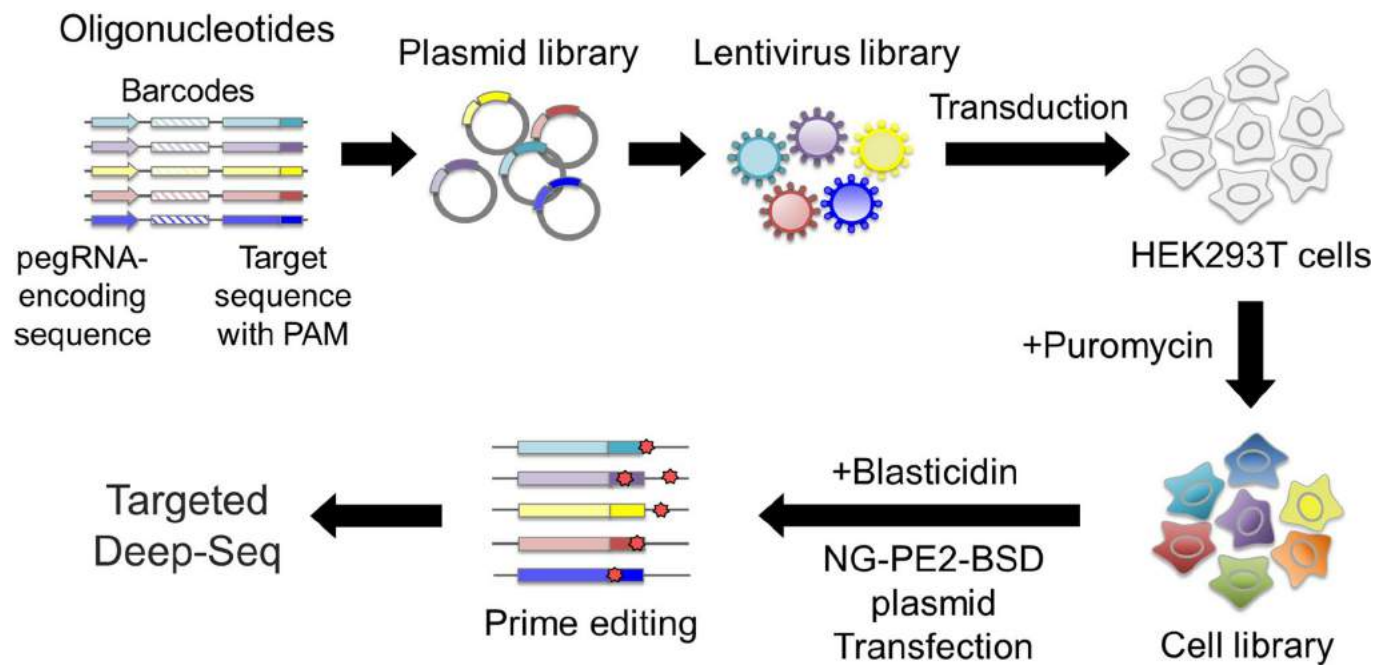 Oligonucleotides
Barcodes
pegRNA-
encoding
sequence
Target
sequence
with PAM
Plasmid library
Lentivirus library
Transduction
HEK293T cells
+Puromycin
Cell library
+Blasticidin
NG-PE2-BSD
plasmid
Transfection
Prime editing
Targeted
Deep-Seq